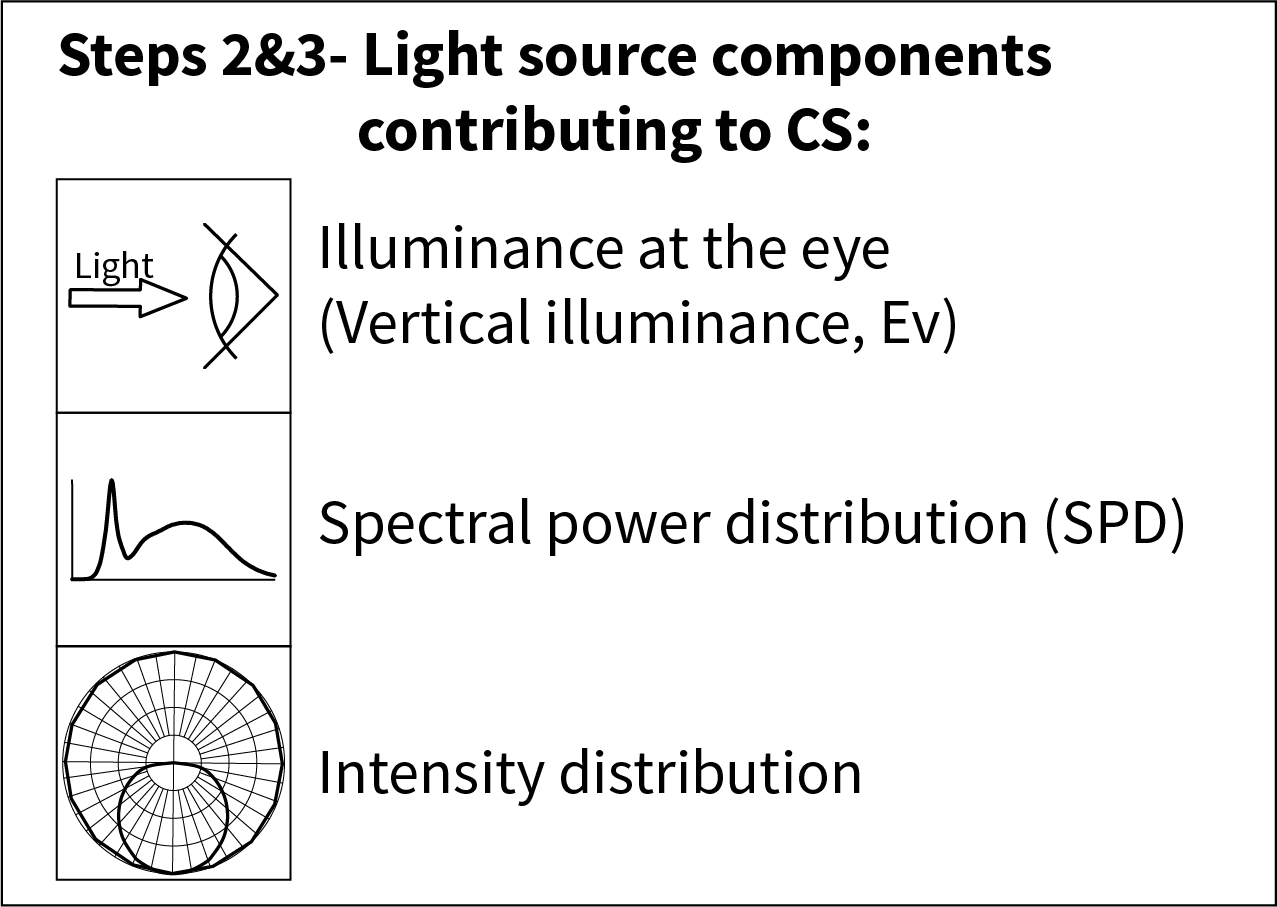 Steps 2&3- Light source components
contributing to CS:
Light
Illuminance at the eye
(Vertical illuminance, Ev)
Spectral power distribution (SPD)
Intensity distribution